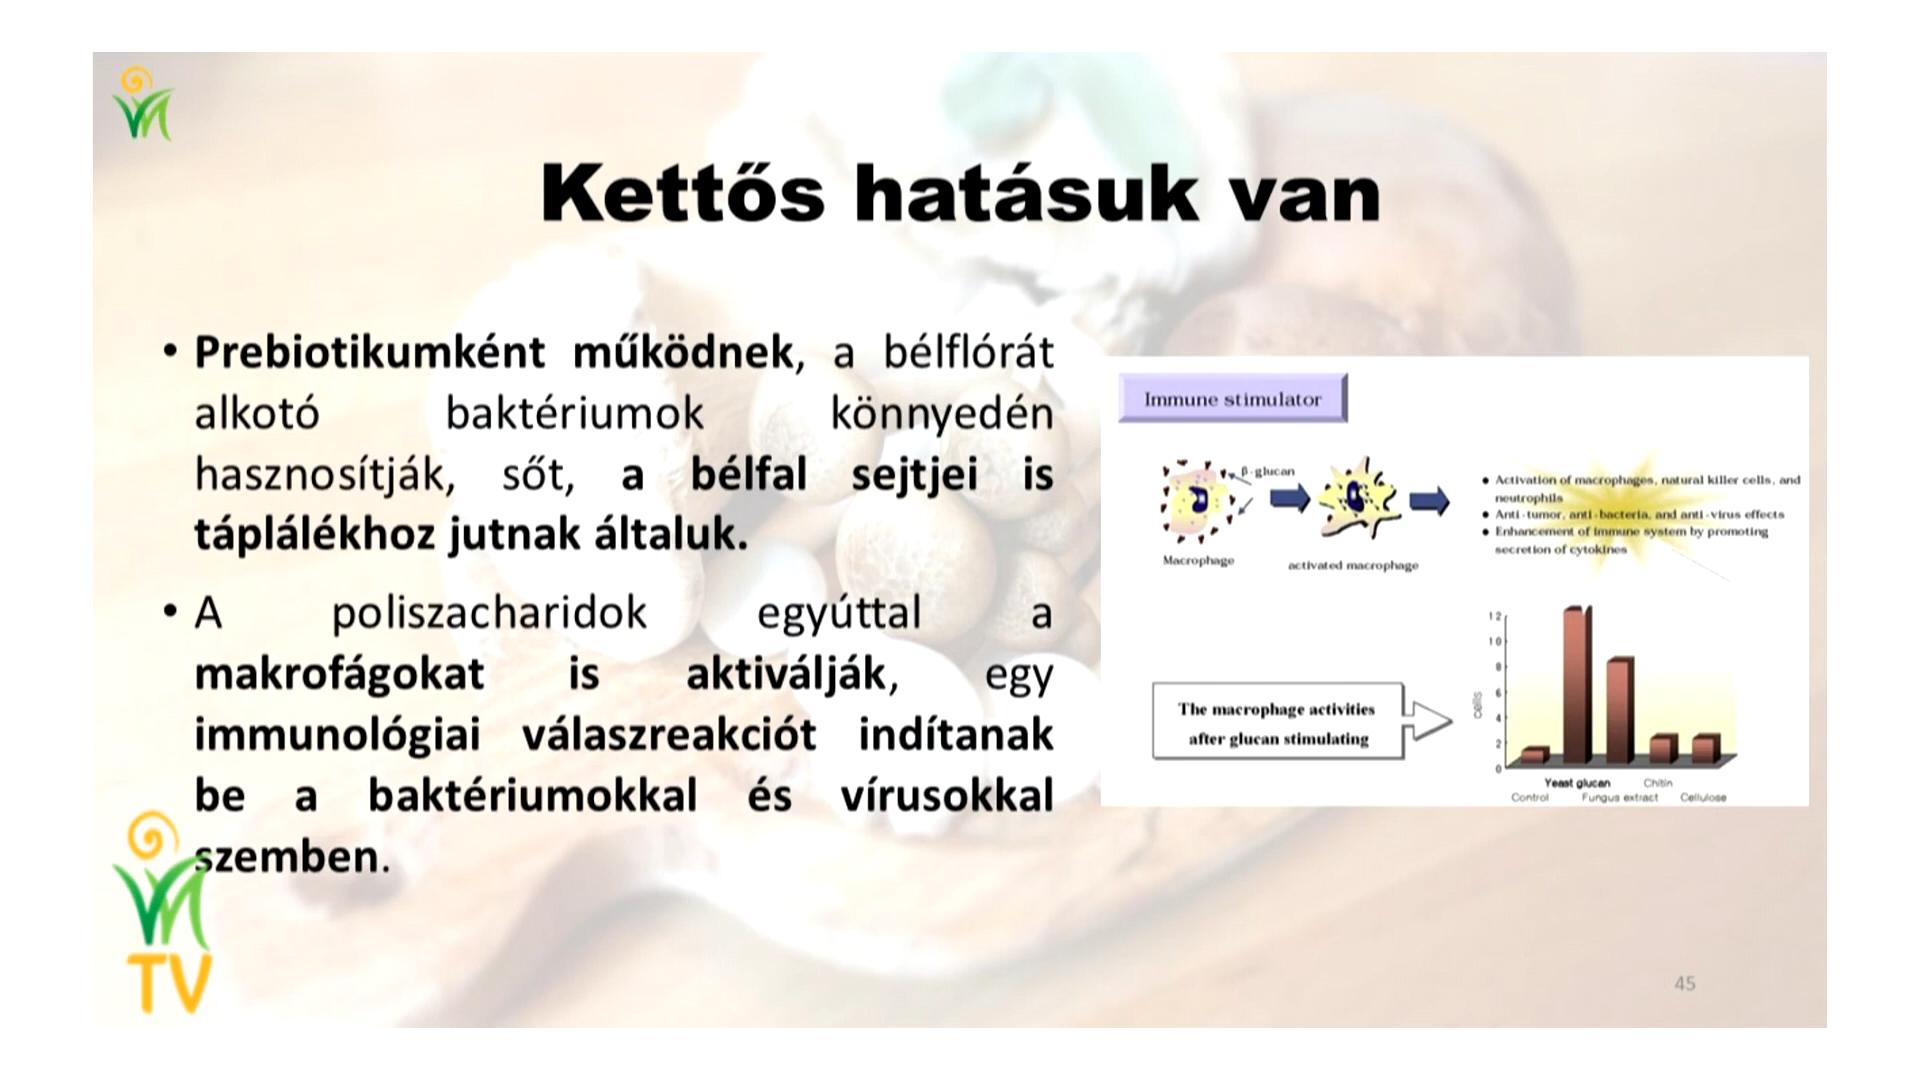 Kettős hatásuk van
• Prebiotikumként működnek, a bélflórát
alkotó baktériumok könnyedén
hasznosítják, sőt, a bélfal sejtjei is
táplálékhoz jutnak általuk.
• A poliszacharidok egyúttal a
makrofágokat is aktiválják, egy
immunológiai válaszreakciót indítanak
be a baktériumokkal és vírusokkal
szemben.
TV
Immune stimulator
β-glucan
Macrophage
activated macrophage
• Activation of macrophages, natural killer cells, and
neutrophils
• Anti-tumor, anti-bacteria, and anti-virus effects
• Enhancement of immune system by promoting
secretion of cytokines
The macrophage activities
after glucan stimulating
cells
12
10
8
6
4
2
0
Yeast glucan Chitin
Control Fungus extract Cellulose
45